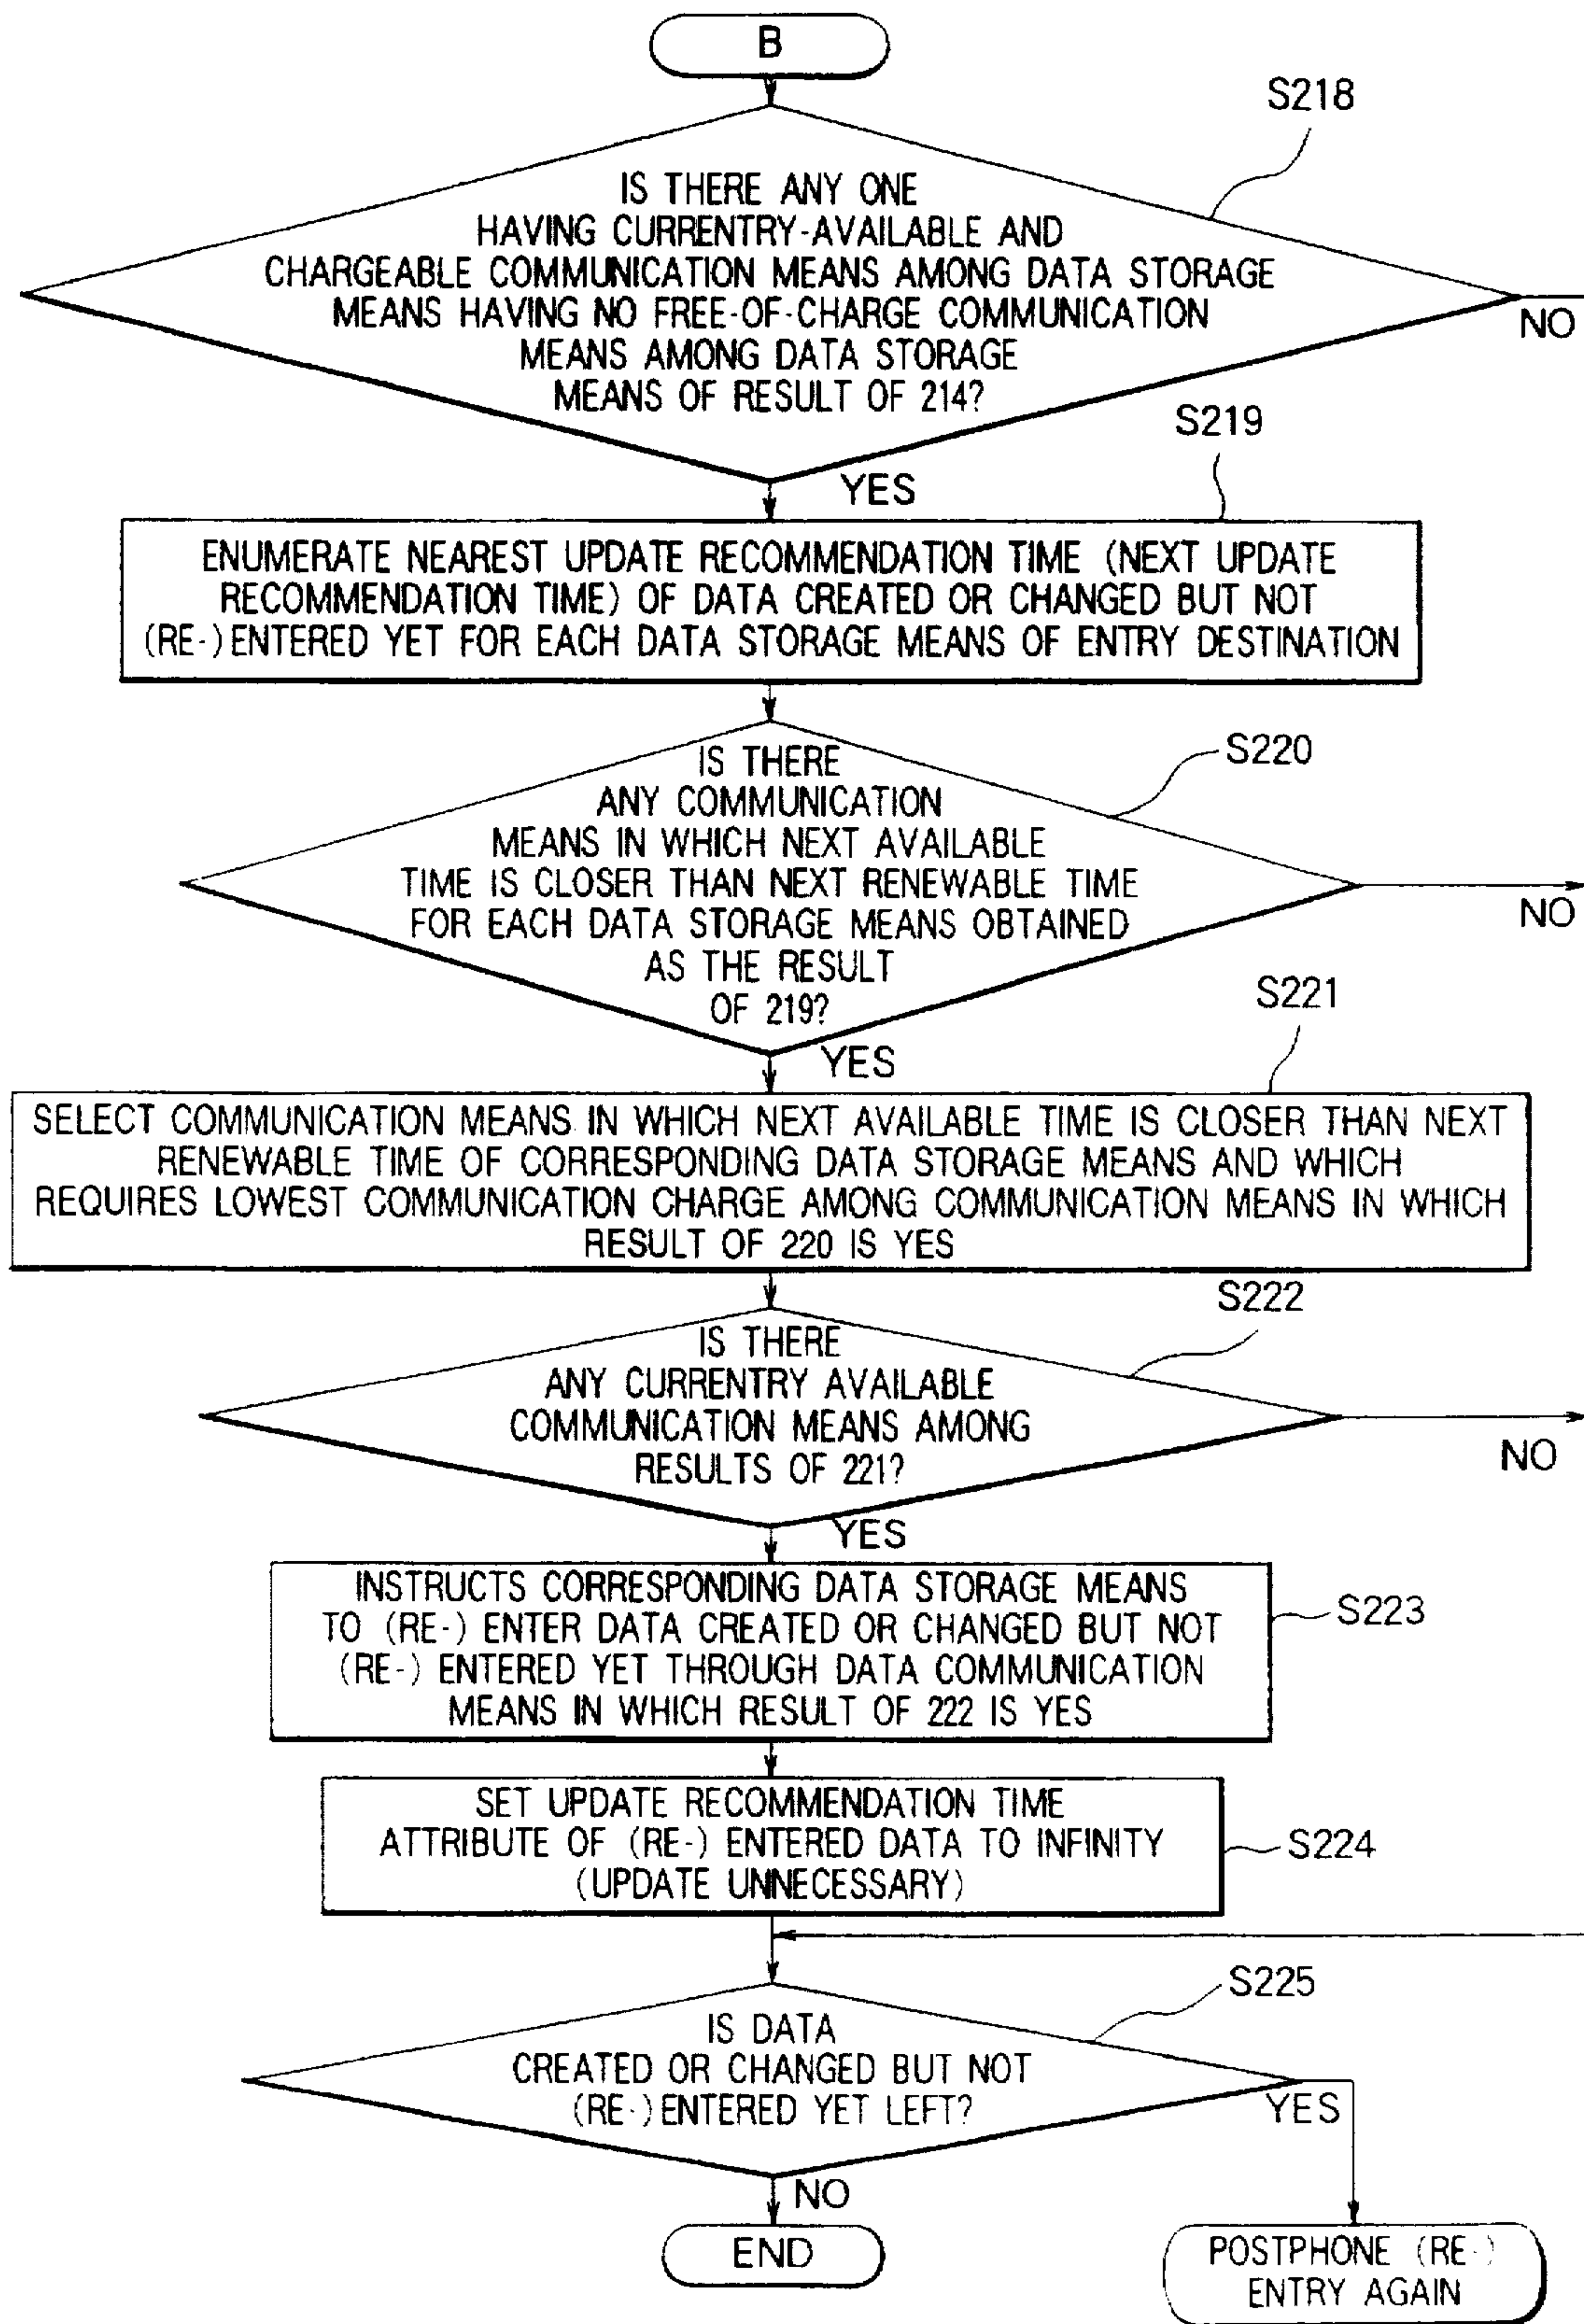 B
S218
IS THERE ANY ONE
HAVING CURRENTRY-AVAILABLE AND
CHARGEABLE COMMUNICATION MEANS AMONG DATA STORAGE
MEANS HAVING NO FREE-OF-CHARGE COMMUNICATION
MEANS AMONG DATA STORAGE
MEANS OF RESULT OF 214?
NO
YES
S219
ENUMERATE NEAREST UPDATE RECOMMENDATION TIME (NEXT UPDATE
RECOMMENDATION TIME) OF DATA CREATED OR CHANGED BUT NOT
(RE-) ENTERED YET FOR EACH DATA STORAGE MEANS OF ENTRY DESTINATION
S220
IS THERE
ANY COMMUNICATION
MEANS IN WHICH NEXT AVAILABLE
TIME IS CLOSER THAN NEXT RENEWABLE TIME
FOR EACH DATA STORAGE MEANS OBTAINED
AS THE RESULT
OF 219?
NO
YES
S221
SELECT COMMUNICATION MEANS IN WHICH NEXT AVAILABLE TIME IS CLOSER THAN NEXT
RENEWABLE TIME OF CORRESPONDING DATA STORAGE MEANS AND WHICH
REQUIRES LOWEST COMMUNICATION CHARGE AMONG COMMUNICATION MEANS IN WHICH
RESULT OF 220 IS YES
S222
IS THERE
ANY CURRENTRY AVAILABLE
COMMUNICATION MEANS AMONG
RESULTS OF 221?
NO
YES
INSTRUCTS CORRESPONDING DATA STORAGE MEANS
TO (RE-) ENTER DATA CREATED OR CHANGED BUT NOT
(RE-) ENTERED YET THROUGH DATA COMMUNICATION
MEANS IN WHICH RESULT OF 222 IS YES
S223
SET UPDATE RECOMMENDATION TIME
ATTRIBUTE OF (RE-) ENTERED DATA TO INFINITY
(UPDATE UNNECESSARY)
S224
S225
IS DATA
CREATED OR CHANGED BUT NOT
(RE-) ENTERED YET LEFT?
YES
NO
END
POSTPHONE (RE-)
ENTRY AGAIN